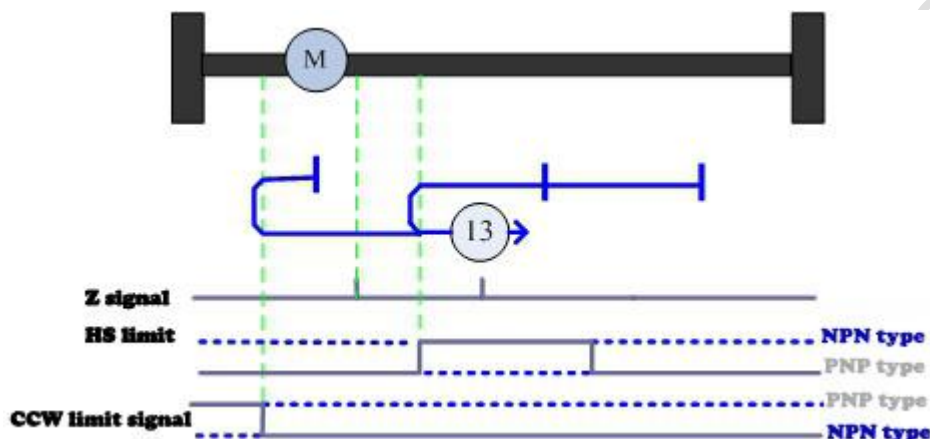 M
13
Z signal
HS limit
NPN type
PNP type
PNP type
CCW limit signal
NPN type